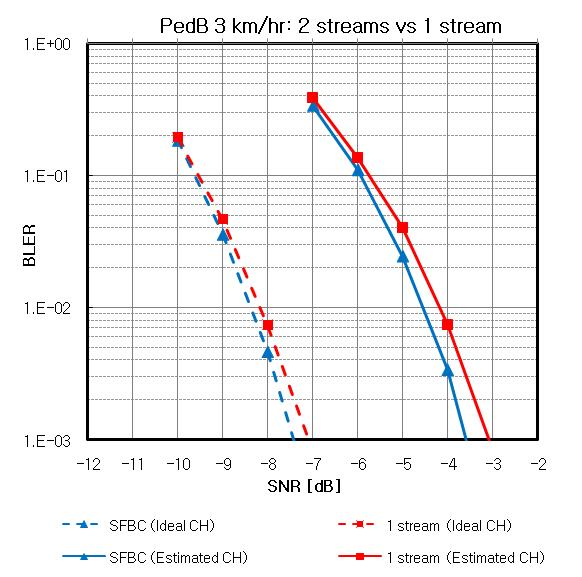 PedB 3 km/hr: 2 streams vs 1 stream
1.E+00
1.E-01
1.E-02
1.E-03
BLER
-12 -11 -10 -9 -8 -7 -6 -5 -4 -3 -2
SNR [dB]
SFBC (Ideal CH) 1 stream (Ideal CH)
SFBC (Estimated CH) 1 stream (Estimated CH)